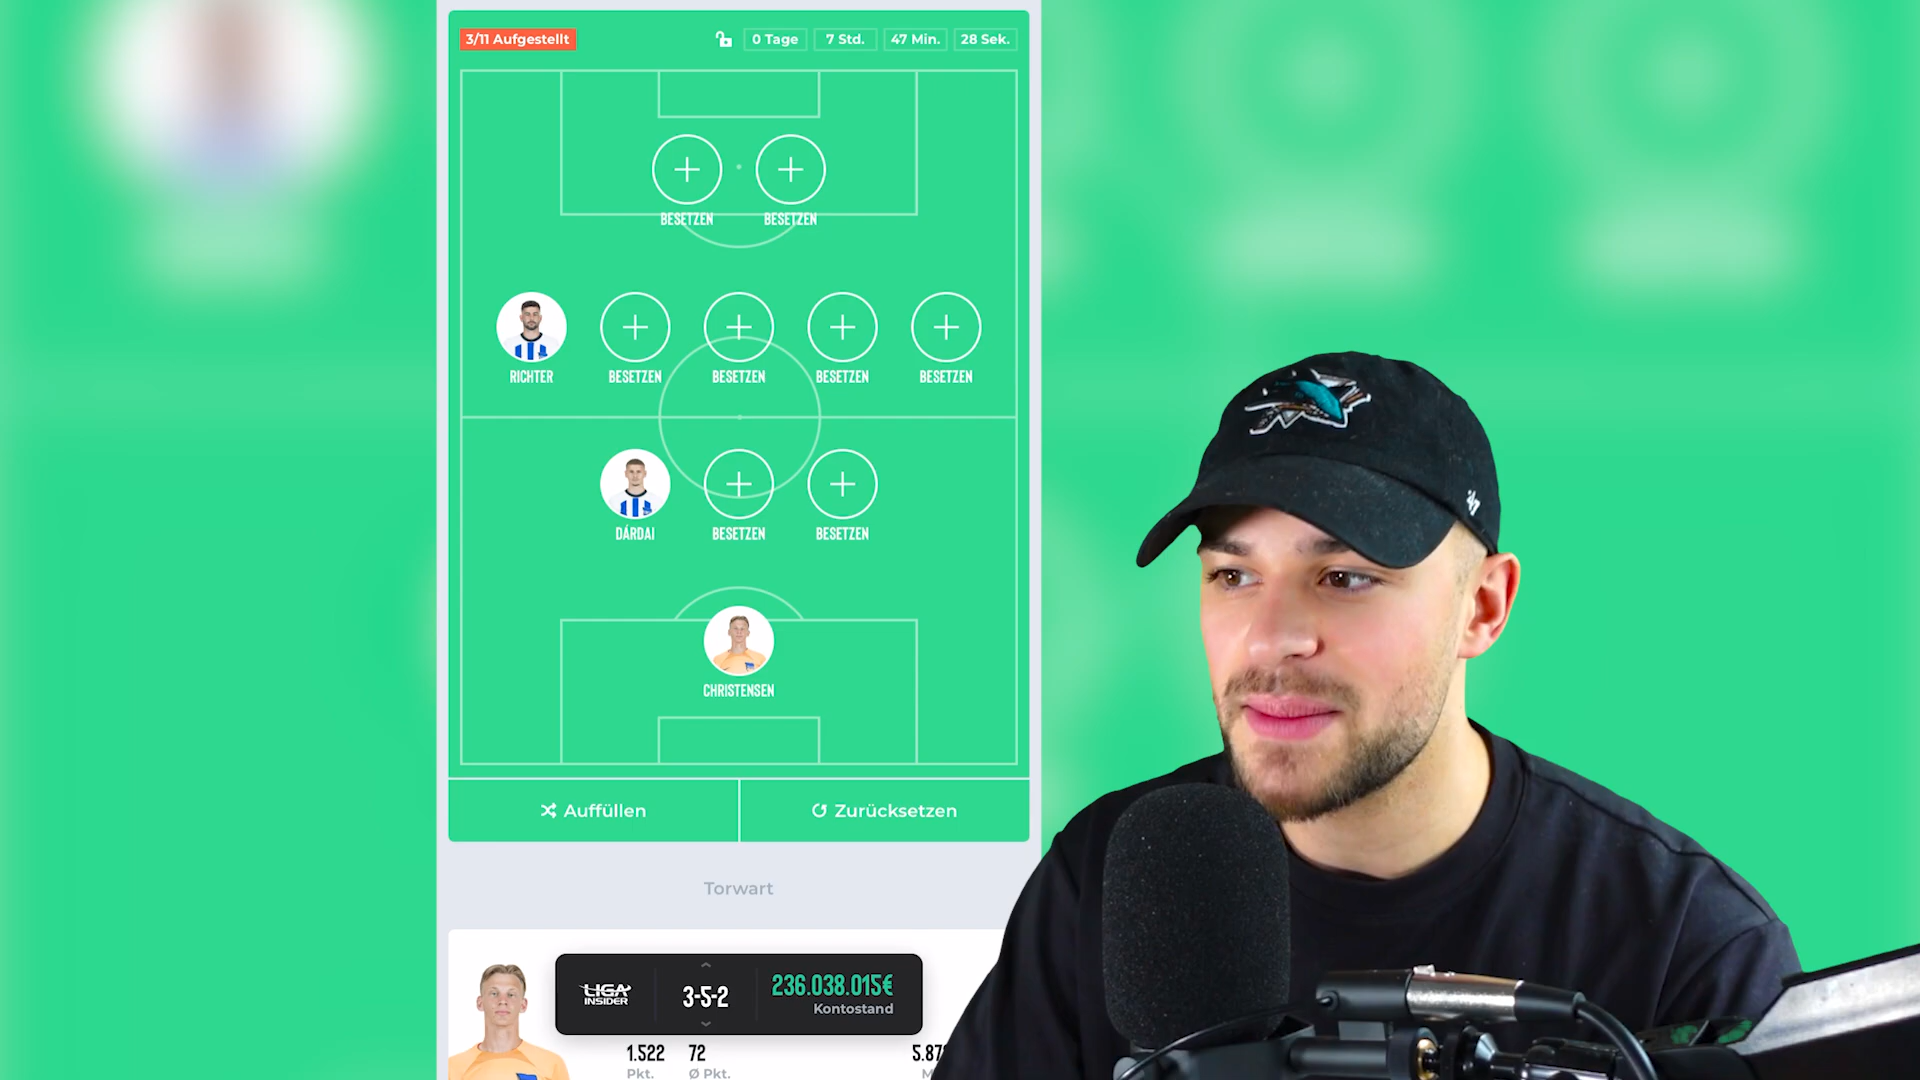 3/11 Aufgestellt
0 Tage
7 Std.
47 Min.
28 Sek.
BESETZEN BESETZEN
RICHTER BESETZEN BESETZEN BESETZEN BESETZEN
DÁRDAI BESETZEN BESETZEN
CHRISTENSEN
Auffüllen
Zurücksetzen
Torwart
LIGA
INSIDER
3-5-2
236.038.015€
Kontostand
1.522
Pkt.
72
Ø Pkt.
47